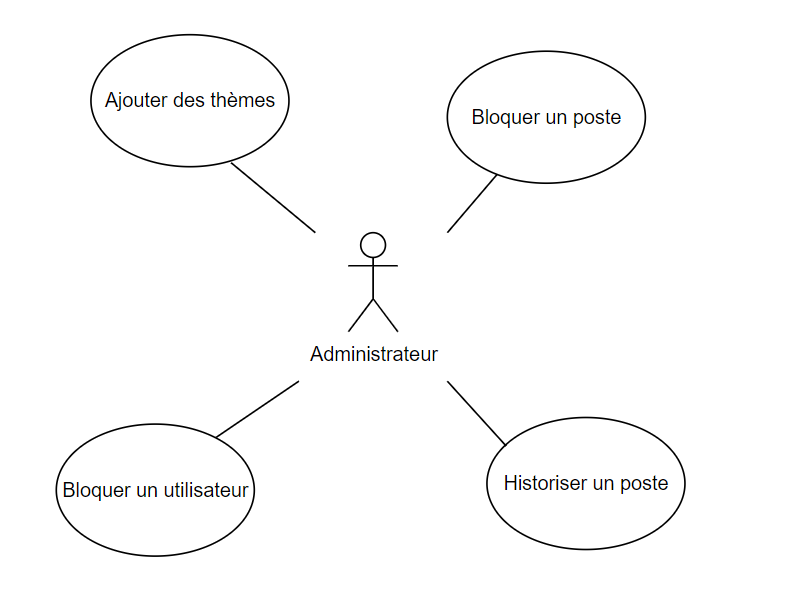 Ajouter des thèmes
Bloquer un poste
Administrateur
Bloquer un utilisateur
Historiser un poste